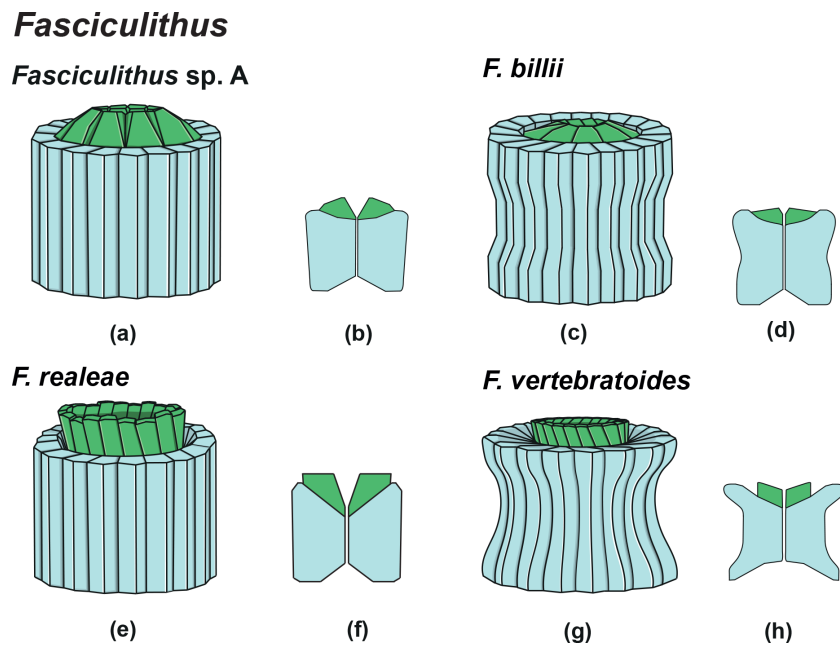 Fasciculithus
Fasciculithus sp. A
F. billii
(a)
(b)
(c)
(d)
F. realeae
F. vertebratoides
(e)
(f)
(g)
(h)